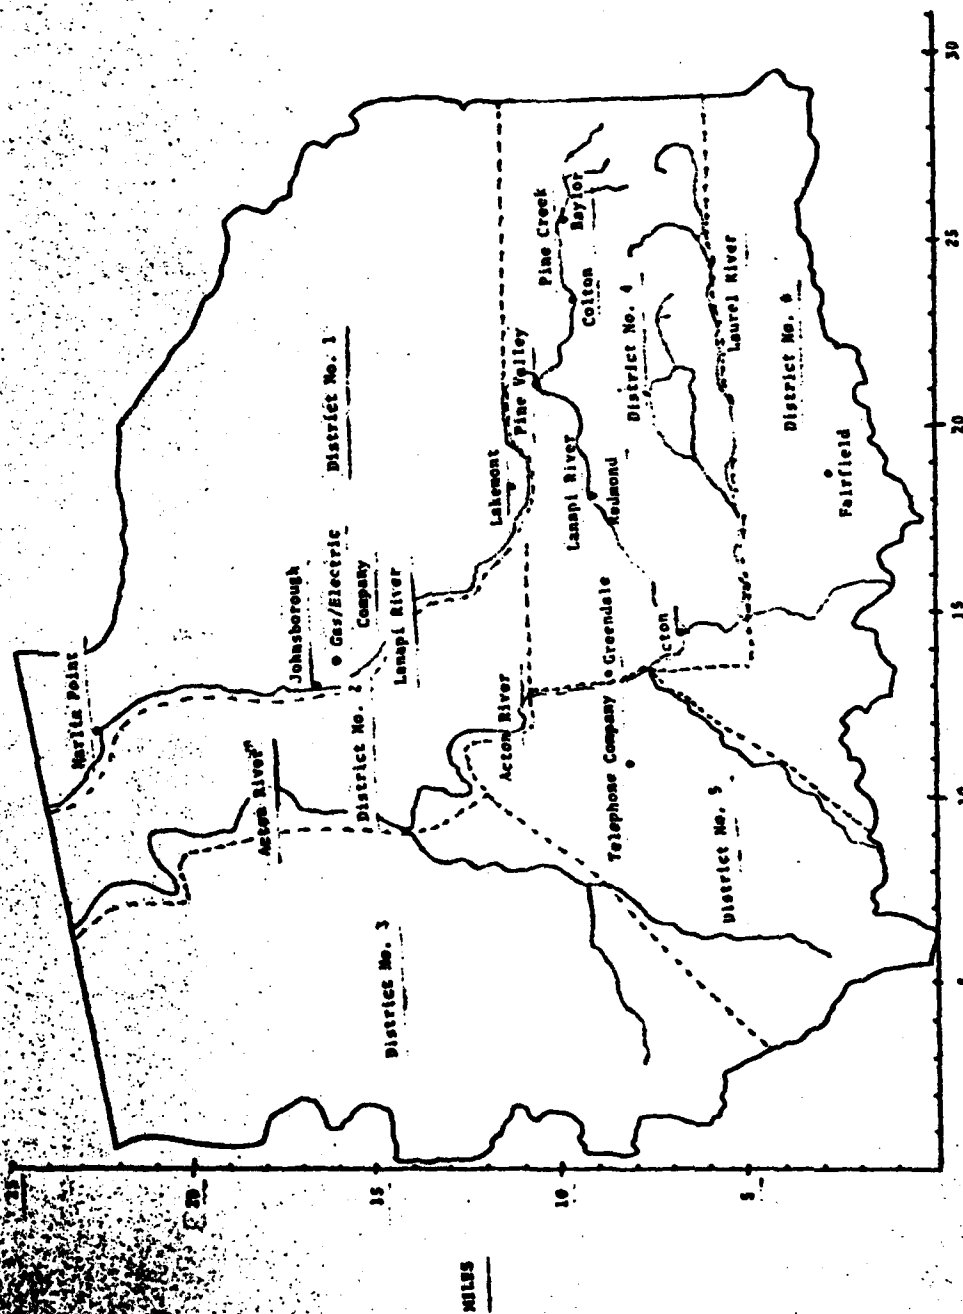 Marlin Point
Johnsborough
Gas/Electric
Company
Lanapi River
District No. 1
Acton River
District No. 2
District No. 3
Lakemont
Pine Valley
Acton River
Lanapi River
Redmond
Pine Creek
Baylor
Colton
District No. 4
Laurel River
District No. 6
Fairfield
Acton
Greendale
Telephone Company
District No. 5
MILES
25
20
15
10
5
10
15
20
25
30